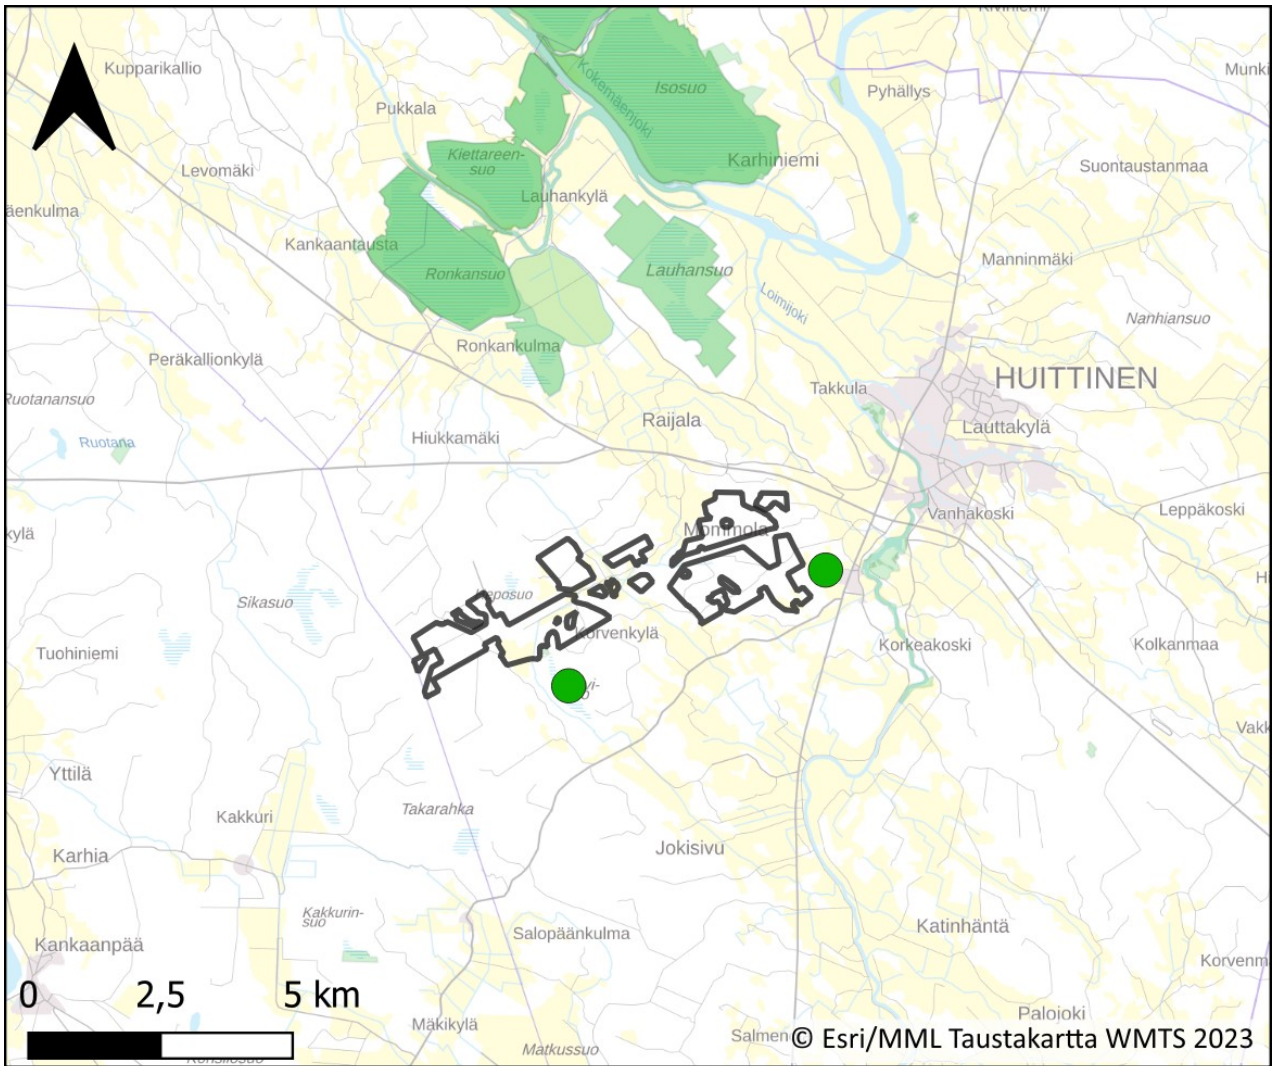 Kiviniemi
Kupparikallio
Munki
Isosuo
Pyhällys
Pukkala
Kokemäenjoki
Kiettareen-
suo
Karhiniemi
Levomäki
Suontaustanmaa
Lauhankylä
äenkulma
Kankaantausta
Manninmäki
Ronkansuo
Lauhansuo
Loimijoki
Nanhiansuo
Ronkankulma
Peräkallionkylä
HUITTINEN
Takkula
Ruotanansuo
Raijala
Lauttakylä
Ruotana
Hiukkamäki
Leppäkoski
Vanhakoski
kylä
Mommola
H
Sikasuo
Korvenkylä
Korkeakoski
Kolkanmaa
Tuohiniemi
Vakk
Yttilä
Takarahka
Kakkuri
Jokisivu
Karhia
Kakkurin-
suo
Katinhäntä
Salopäänkulma
Kankaanpää
Korvenm
0 2,5 5 km
Mäkikylä
Paloioki
Salmen
© Esri/MML Taustakartta WMTS 2023
Matkussuo